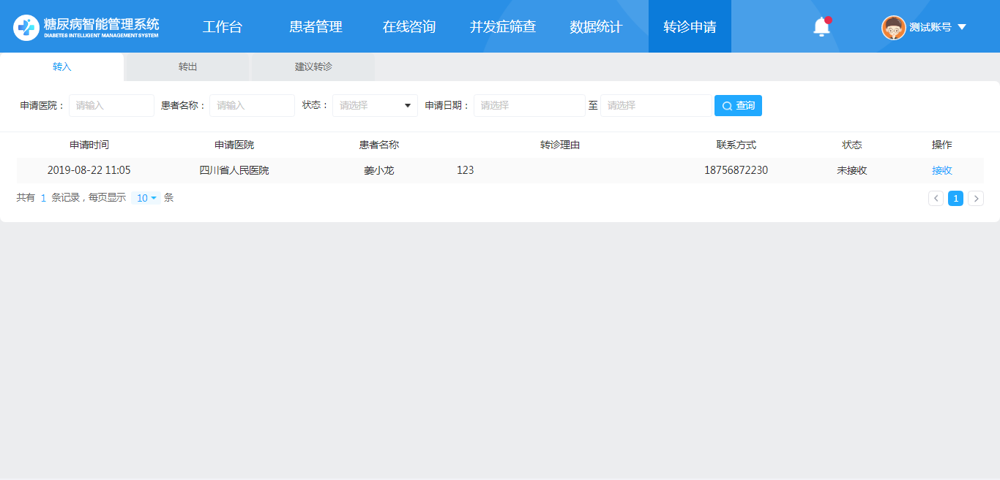 糖尿病智能管理系统
DIABETES INTELLIGENT MANAGEMENT SYSTEM
工作台 患者管理 在线咨询 并发症筛查 数据统计 转诊申请 测试账号
转入 转出 建议转诊
申请医院： 请输入 患者名称： 请输入 状态： 请选择 申请日期： 请选择 至 请选择 查询
申请时间 申请医院 患者名称 转诊理由 联系方式 状态 操作
2019-08-22 11:05 四川省人民医院 姜小龙 123 18756872230 未接收 接收
共有 1 条记录，每页显示 10 条 1